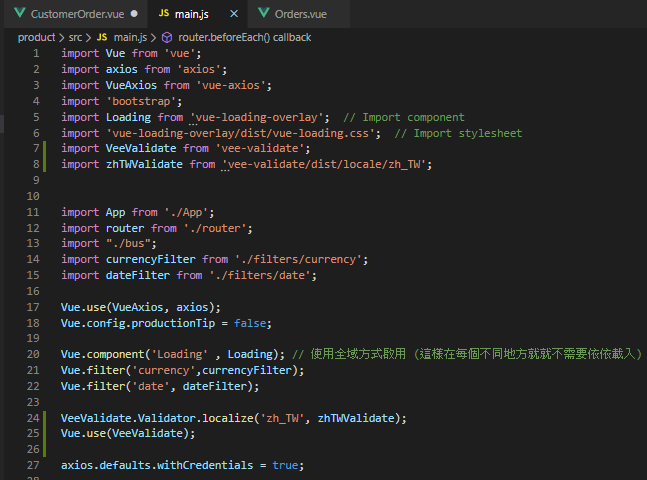 CustomerOrder.vue
JS main.js
Orders.vue
product > src > JS main.js > router.beforeEach() callback
1 import Vue from 'vue';
2 import axios from 'axios';
3 import VueAxios from 'vue-axios';
4 import 'bootstrap';
5 import Loading from 'vue-loading-overlay';  // Import component
6 import 'vue-loading-overlay/dist/vue-loading.css';  // Import stylesheet
7 import VeeValidate from 'vee-validate';
8 import zhTWValidate from 'vee-validate/dist/locale/zh_TW';
9
10
11 import App from './App';
12 import router from './router';
13 import "./bus";
14 import currencyFilter from './filters/currency';
15 import dateFilter from './filters/date';
16
17 Vue.use(VueAxios, axios);
18 Vue.config.productionTip = false;
19
20 Vue.component('Loading' , Loading); // 使用全域方式啟用 (這樣在每個不同地方就就不需要依依載入)
21 Vue.filter('currency',currencyFilter);
22 Vue.filter('date', dateFilter);
23
24 VeeValidate.Validator.localize('zh_TW', zhTWValidate);
25 Vue.use(VeeValidate);
26
27 axios.defaults.withCredentials = true;
28